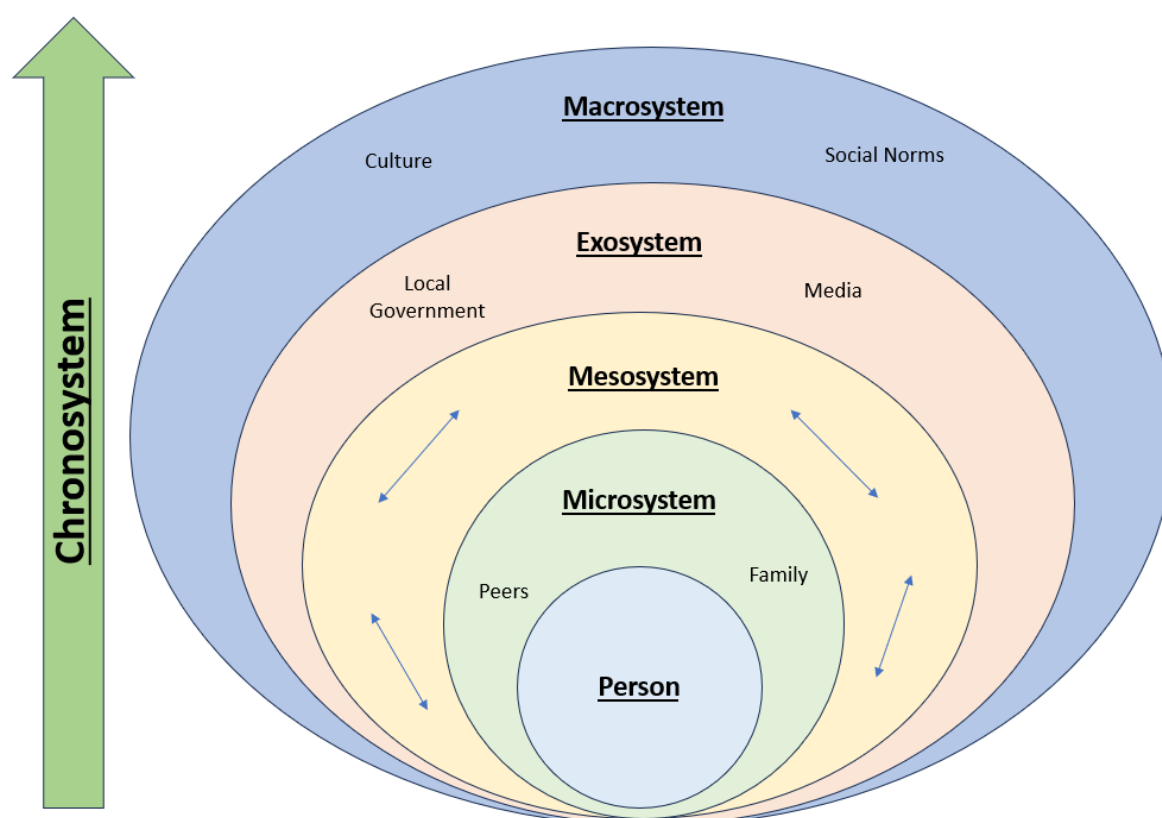 Macrosystem
Culture
Social Norms
Exosystem
Local
Government
Media
Mesosystem
Microsystem
Peers
Family
Person
Chronosystem